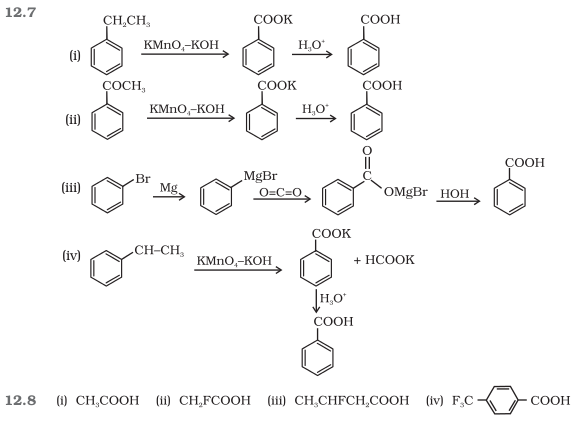 12.7
CH₂CH₃ COOK COOH
(i) KMnO₄–KOH H₃O⁺
COCH₃ COOK COOH
(ii) KMnO₄–KOH H₃O⁺
O
COOH
(iii) Br Mg MgBr O=C=O C OMgBr HOH
COOK
(iv) CH–CH₃ KMnO₄–KOH + HCOOK
H₃O⁺
COOH
12.8 (i) CH₃COOH (ii) CH₂FCOOH (iii) CH₃CHFCH₂COOH (iv) F₃C COOH